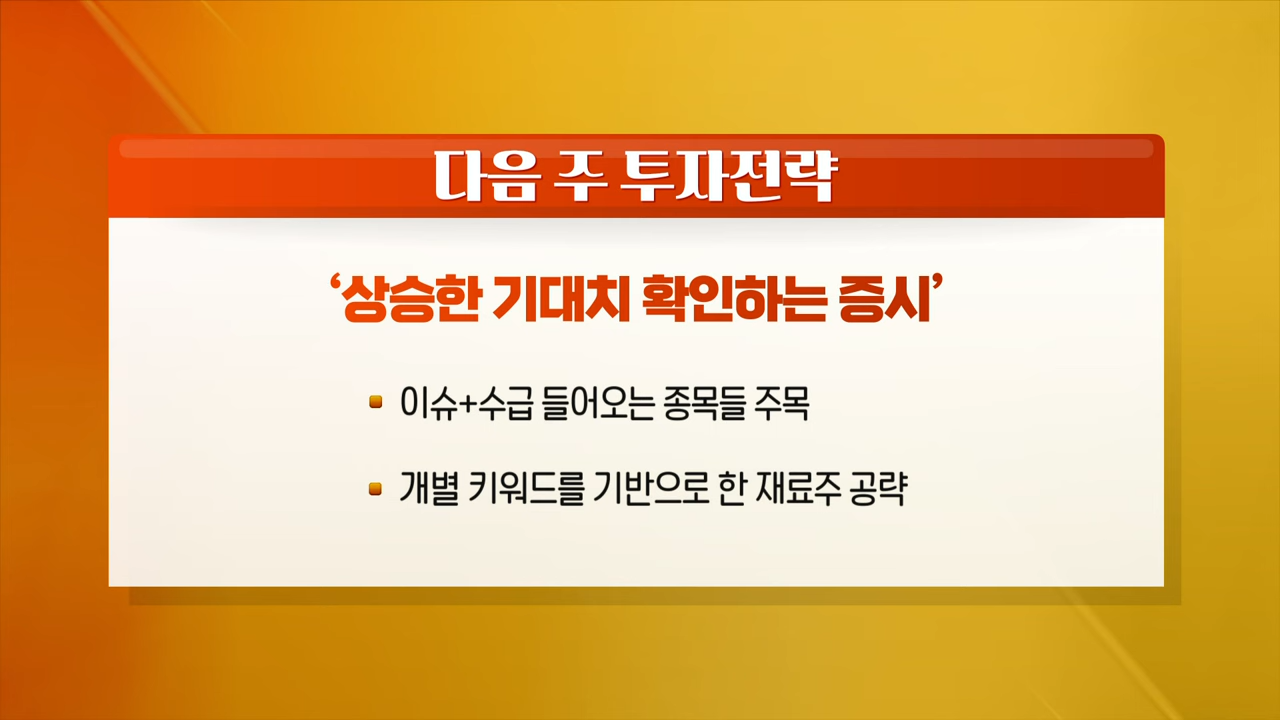 다음 주 투자전략
‘상승한 기대치 확인하는 증시’
이슈+수급 들어오는 종목들 주목
개별 키워드를 기반으로 한 재료주 공략